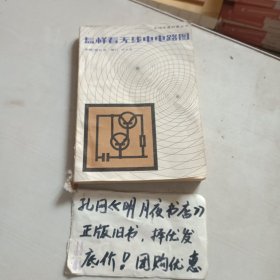 怎样看无线电电路图
孔网《明月夜书店》
正版旧书，择优发
底价！团购优惠